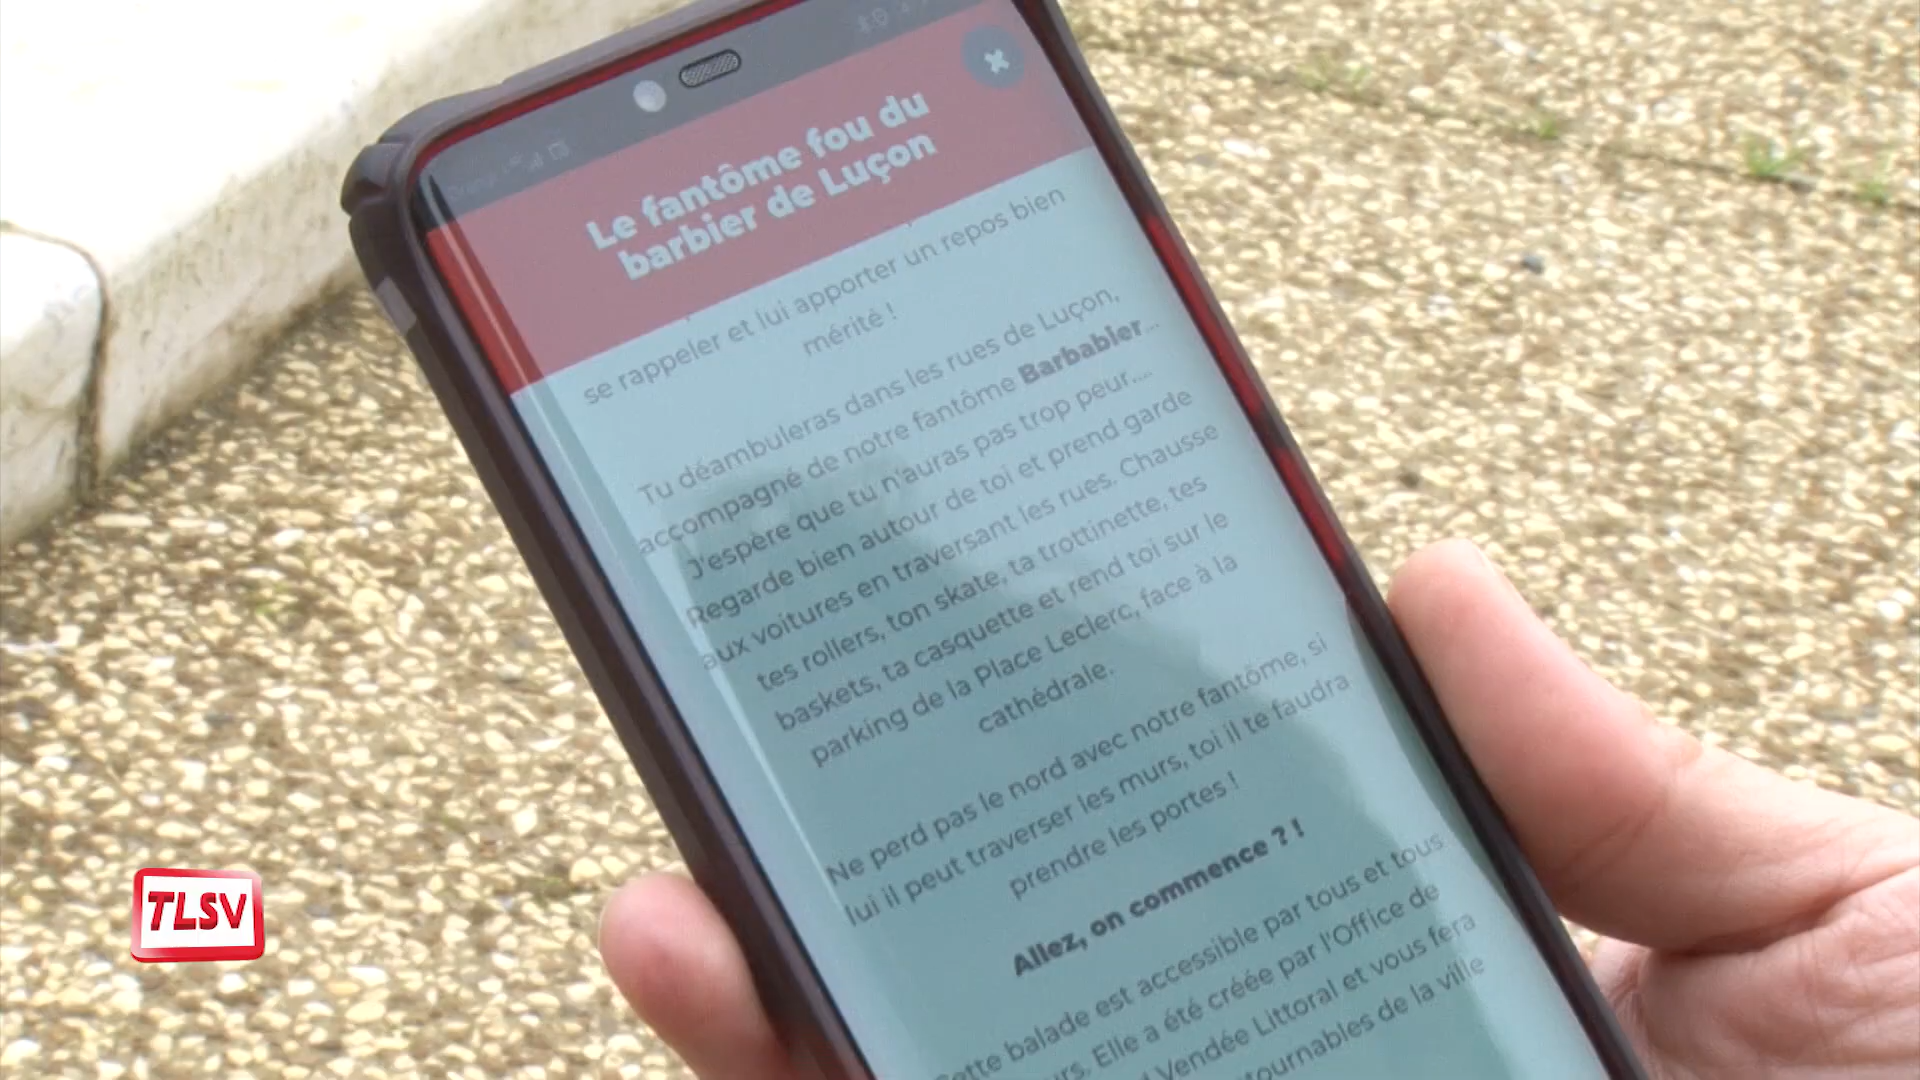 Le fantôme fou du
barbier de Luçon
se rappeler et lui apporter un repos bien
mérité !
Tu déambuleras dans les rues de Luçon,
accompagné de notre fantôme Barbabier...
J'espère que tu n'auras pas trop peur....
Regarde bien autour de toi et prend garde
aux voitures en traversant les rues. Chausse
tes rollers, ton skate, ta trottinette, tes
baskets, ta casquette et rend toi sur le
parking de la Place Leclerc, face à la
cathédrale.
Ne perd pas le nord avec notre fantôme, si
lui il peut traverser les murs, toi il te faudra
prendre les portes !
Allez, on commence ? !
Cette balade est accessible par tous et tous
Elle a été créée par l'Office de
Vendée Littoral et vous fera
de la ville
TLSV